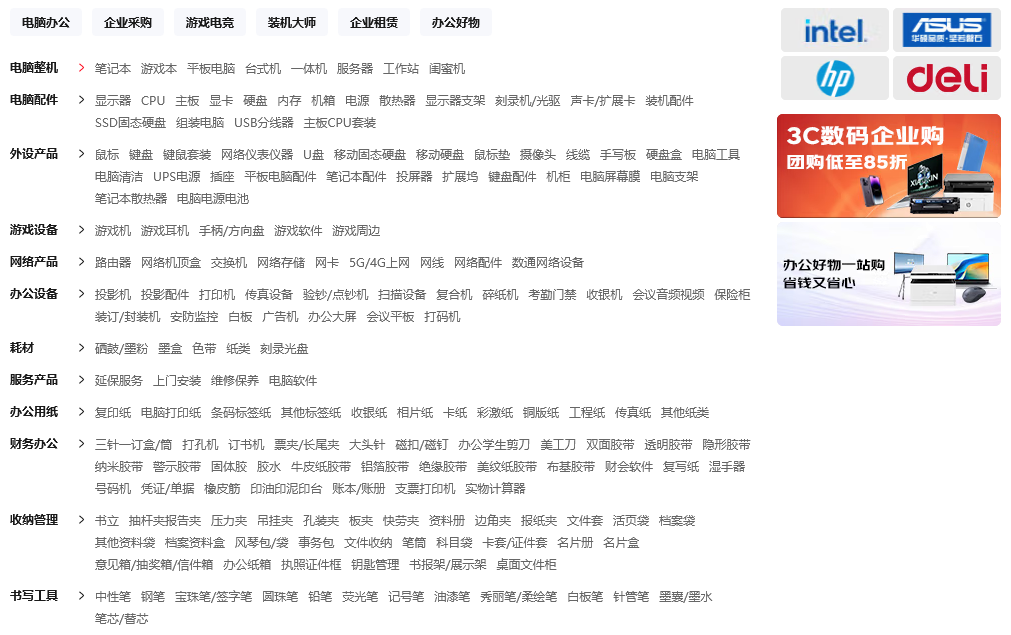 电脑办公 企业采购 游戏电竞 装机大师 企业租赁 办公好物
电脑整机 > 笔记本 游戏本 平板电脑 台式机 一体机 服务器 工作站 闺蜜机
电脑配件 > 显示器 CPU 主板 显卡 硬盘 内存 机箱 电源 散热器 显示器支架 刻录机/光驱 声卡/扩展卡 装机配件
SSD固态硬盘 组装电脑 USB分线器 主板CPU套装
外设产品 > 鼠标 键盘 键鼠套装 网络仪表仪器 U盘 移动固态硬盘 移动硬盘 鼠标垫 摄像头 线缆 手写板 硬盘盒 电脑工具
电脑清洁 UPS电源 插座 平板电脑配件 笔记本配件 投屏器 扩展坞 键盘配件 机柜 电脑屏幕膜 电脑支架
笔记本散热器 电脑电源电池
游戏设备 > 游戏机 游戏耳机 手柄/方向盘 游戏软件 游戏周边
网络产品 > 路由器 网络机顶盒 交换机 网络存储 网卡 5G/4G上网 网线 网络配件 数通网络设备
办公设备 > 投影机 投影配件 打印机 传真设备 验钞/点钞机 扫描设备 复合机 碎纸机 考勤门禁 收银机 会议音频视频 保险柜
装订/封装机 安防监控 白板 广告机 办公大屏 会议平板 打码机
耗材 > 硒鼓/墨粉 墨盒 色带 纸类 刻录光盘
服务产品 > 延保服务 上门安装 维修保养 电脑软件
办公用纸 > 复印纸 电脑打印纸 条码标签纸 其他标签纸 收银纸 相片纸 卡纸 彩激纸 铜版纸 工程纸 传真纸 其他纸类
财务办公 > 三针一订盒/筒 打孔机 订书机 票夹/长尾夹 大头针 磁扣/磁钉 办公学生剪刀 美工刀 双面胶带 透明胶带 隐形胶带
纳米胶带 警示胶带 固体胶 胶水 牛皮纸胶带 铝箔胶带 绝缘胶带 美纹纸胶带 布基胶带 财会软件 复写纸 湿手器
号码机 凭证/单据 橡皮筋 印油印泥印台 账本/账册 支票打印机 实物计算器
收纳管理 > 书立 抽杆夹报告夹 压力夹 吊挂夹 孔装夹 板夹 快劳夹 资料册 边角夹 报纸夹 文件套 活页袋 档案袋
其他资料袋 档案资料盒 风琴包/袋 事务包 文件收纳 笔筒 科目袋 卡套/证件套 名片册 名片盒
意见箱/抽奖箱/信件箱 办公纸箱 执照证件框 钥匙管理 书报架/展示架 桌面文件柜
书写工具 > 中性笔 钢笔 宝珠笔/签字笔 圆珠笔 铅笔 荧光笔 记号笔 油漆笔 秀丽笔/柔绘笔 白板笔 针管笔 墨囊/墨水
笔芯/替芯
intel.
ASUS
华硕品质·坚若磐石
hp
deli
3C数码企业购
团购低至85折
办公好物一站购
省钱又省心